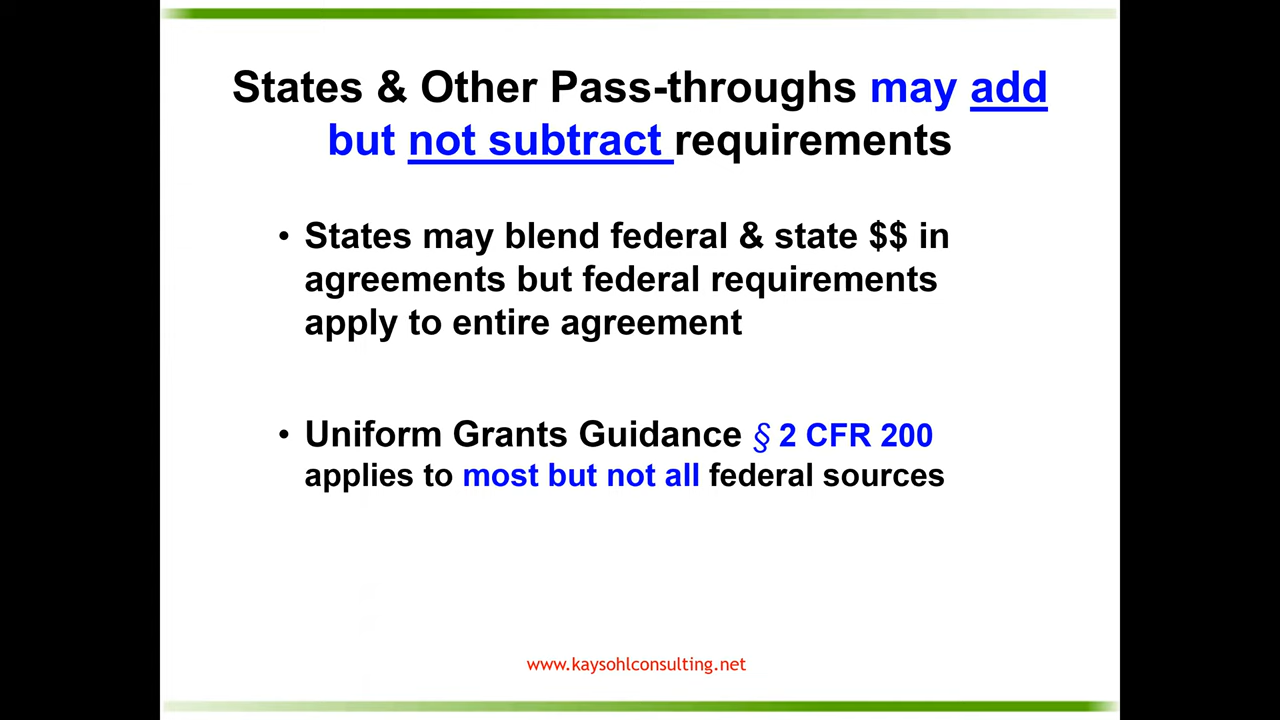 States & Other Pass-throughs may add
but not subtract requirements
• States may blend federal & state $$ in
agreements but federal requirements
apply to entire agreement
• Uniform Grants Guidance § 2 CFR 200
applies to most but not all federal sources
www.kaysohlconsulting.net